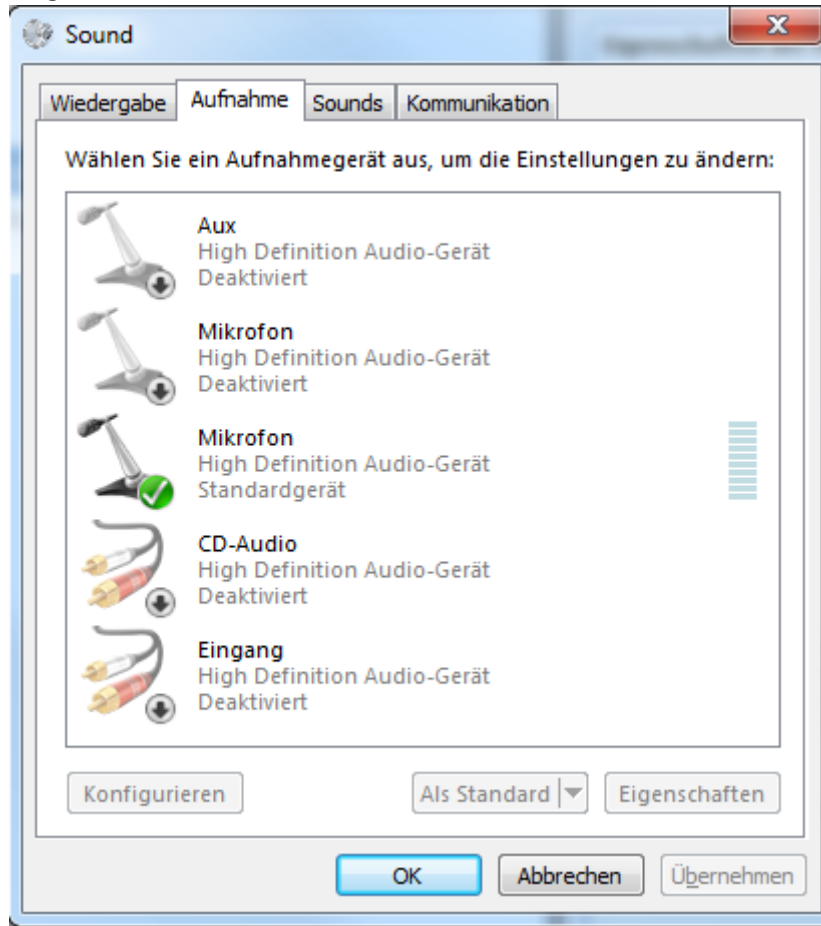 Sound
Wiedergabe Aufnahme Sounds Kommunikation
Wählen Sie ein Aufnahmegerät aus, um die Einstellungen zu ändern:
Aux
High Definition Audio-Gerät
Deaktiviert
Mikrofon
High Definition Audio-Gerät
Deaktiviert
Mikrofon
High Definition Audio-Gerät
Standardgerät
CD-Audio
High Definition Audio-Gerät
Deaktiviert
Eingang
High Definition Audio-Gerät
Deaktiviert
Konfigurieren Als Standard Eigenschaften
OK Abbrechen Übernehmen